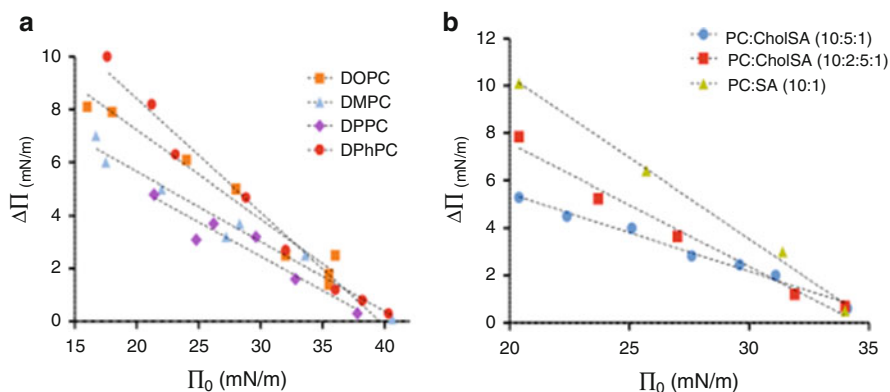 a
10
8
6
4
2
0
ΔΠ (mN/m)
15 20 25 30 35 40
Π0 (mN/m)
DOPC
DMPC
DPPC
DPhPC
b
12
10
8
6
4
2
0
ΔΠ (mN/m)
20 25 30 35
Π0 (mN/m)
PC:CholSA (10:5:1)
PC:CholSA (10:2:5:1)
PC:SA (10:1)